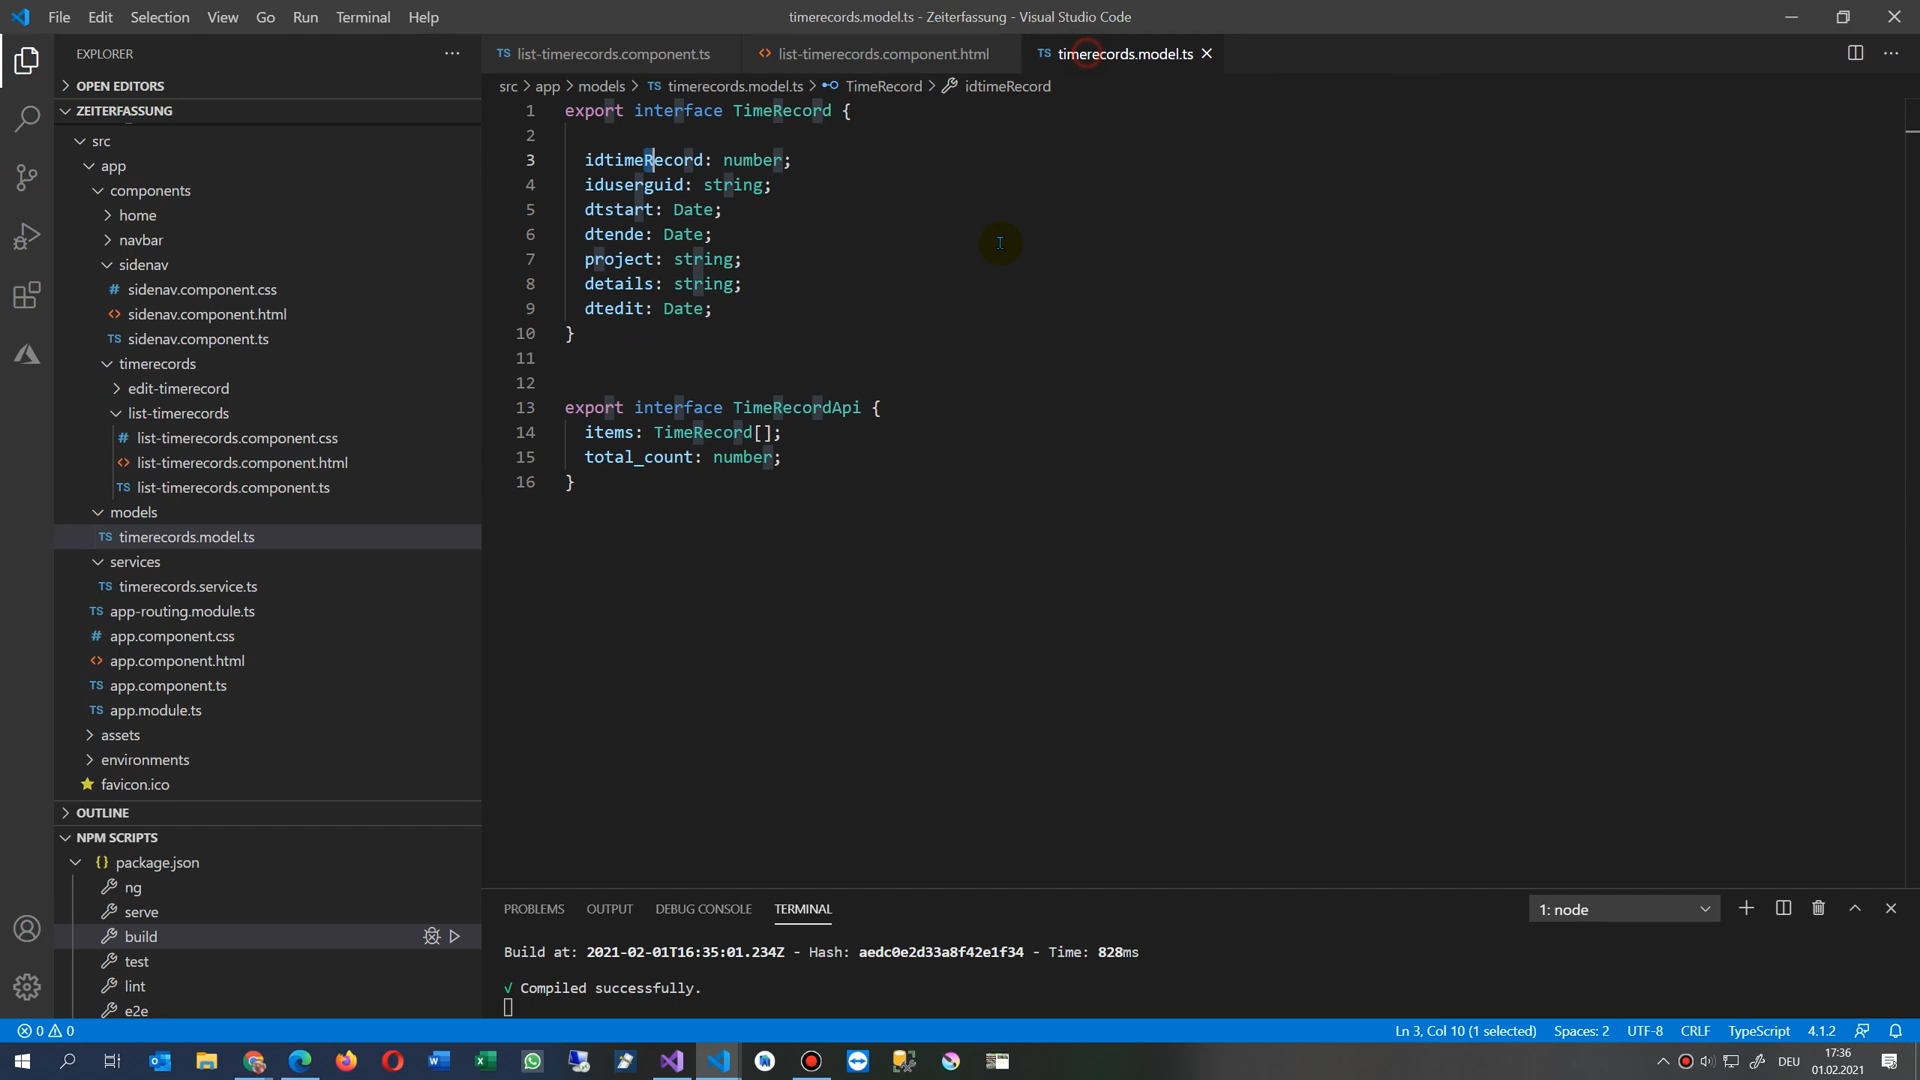 File Edit Selection View Go Run Terminal Help
timerecords.model.ts - Zeiterfassung - Visual Studio Code
EXPLORER
OPEN EDITORS
ZEITERFASSUNG
src
app
components
home
navbar
sidenav
# sidenav.component.css
<> sidenav.component.html
TS sidenav.component.ts
timerecords
edit-timerecord
list-timerecords
# list-timerecords.component.css
<> list-timerecords.component.html
TS list-timerecords.component.ts
models
TS timerecords.model.ts
services
TS timerecords.service.ts
TS app-routing.module.ts
# app.component.css
<> app.component.html
TS app.component.ts
TS app.module.ts
assets
environments
favicon.ico
OUTLINE
NPM SCRIPTS
{} package.json
ng
serve
build
test
lint
e2e
TS list-timerecords.component.ts
<> list-timerecords.component.html
TS timerecords.model.ts
src > app > models > TS timerecords.model.ts > TimeRecord > idtimeRecord
1 export interface TimeRecord {
2
3 idtimeRecord: number;
4 iduserguid: string;
5 dtstart: Date;
6 dtende: Date;
7 project: string;
8 details: string;
9 dtedit: Date;
10 }
11
12
13 export interface TimeRecordApi {
14 items: TimeRecord[];
15 total_count: number;
16 }
PROBLEMS OUTPUT DEBUG CONSOLE TERMINAL
1: node
Build at: 2021-02-01T16:35:01.234Z - Hash: aedc0e2d33a8f42e1f34 - Time: 828ms
√ Compiled successfully.
0 0
Ln 3, Col 10 (1 selected) Spaces: 2 UTF-8 CRLF TypeScript 4.1.2
DEU
17:36
01.02.2021